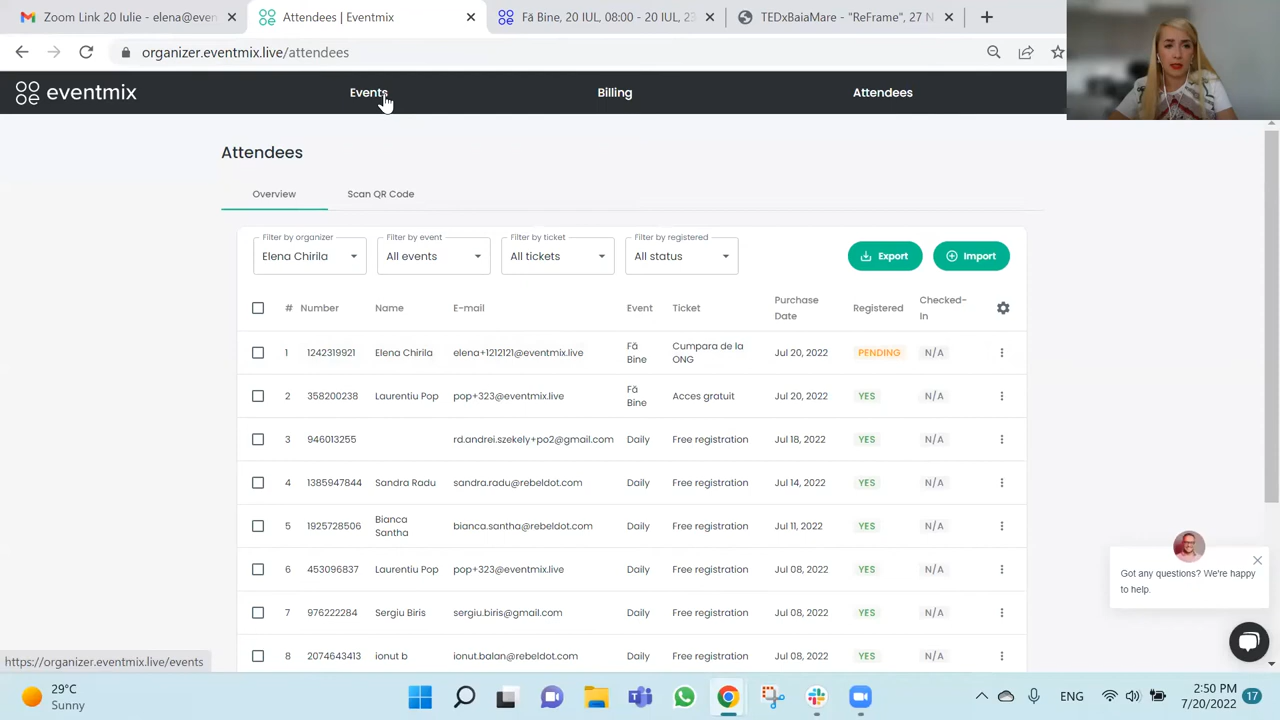 Zoom Link 20 Iulie - elena@even
Attendees | Eventmix
Fă Bine, 20 IUL, 08:00 - 20 IUL, 23
TEDxBaiaMare - "ReFrame", 27 N
organizer.eventmix.live/attendees
eventmix
Events
Billing
Attendees
Attendees
Overview
Scan QR Code
Filter by organizer
Filter by event
Filter by ticket
Filter by registered
Elena Chirila
All events
All tickets
All status
Export
Import
# Number Name E-mail Event Ticket Purchase Date Registered Checked-In
1 1242319921 Elena Chirila elena+1212121@eventmix.live Fă Bine Cumpara de la ONG Jul 20, 2022 PENDING N/A
2 358200238 Laurentiu Pop pop+323@eventmix.live Fă Bine Acces gratuit Jul 20, 2022 YES N/A
3 946013255 rd.andrei.szekely+po2@gmail.com Daily Free registration Jul 18, 2022 YES N/A
4 1385947844 Sandra Radu sandra.radu@rebeldot.com Daily Free registration Jul 14, 2022 YES N/A
5 1925728506 Bianca Santha bianca.santha@rebeldot.com Daily Free registration Jul 11, 2022 YES N/A
6 453096837 Laurentiu Pop pop+323@eventmix.live Daily Free registration Jul 08, 2022 YES N/A
7 976222284 Sergiu Biris sergiu.biris@gmail.com Daily Free registration Jul 08, 2022 YES N/A
8 2074643413 ionut b ionut.balan@rebeldot.com Daily Free registration Jul 08, 2022 YES N/A
Got any questions? We're happy
to help.
https://organizer.eventmix.live/events
29°C
Sunny
ENG
2:50 PM
7/20/2022
17